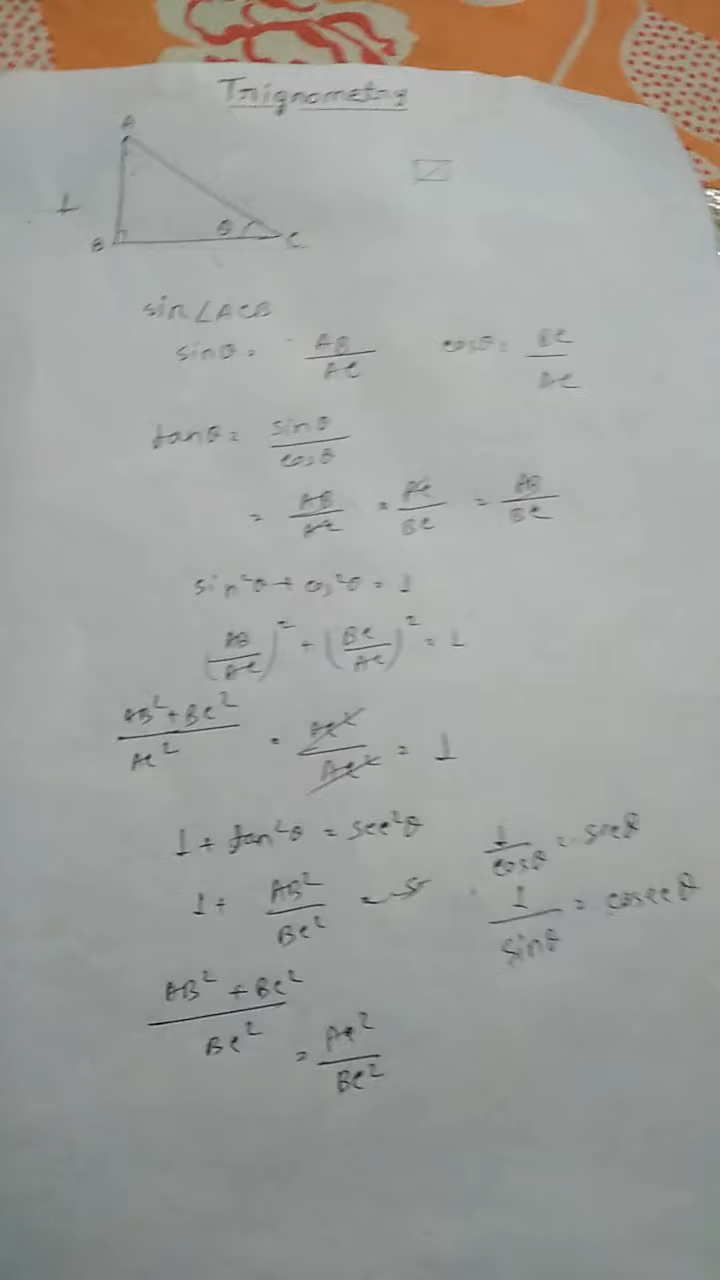 Trignometry
A
B θ C
sin∠ACB
sinθ = AB/AC cosθ = BC/AC
tanθ = sinθ/cosθ
= AB/AC × AC/BC = AB/BC
sin²θ + cos²θ = 1
(AB/AC)² + (BC/AC)² = 1
AB² + BC²/AC² = AC²/AC² = 1
1 + tan²θ = sec²θ 1/cosθ = secθ
1 + AB²/BC² = 1/sinθ = cosecθ
AB² + BC²/BC² = AC²/BC²